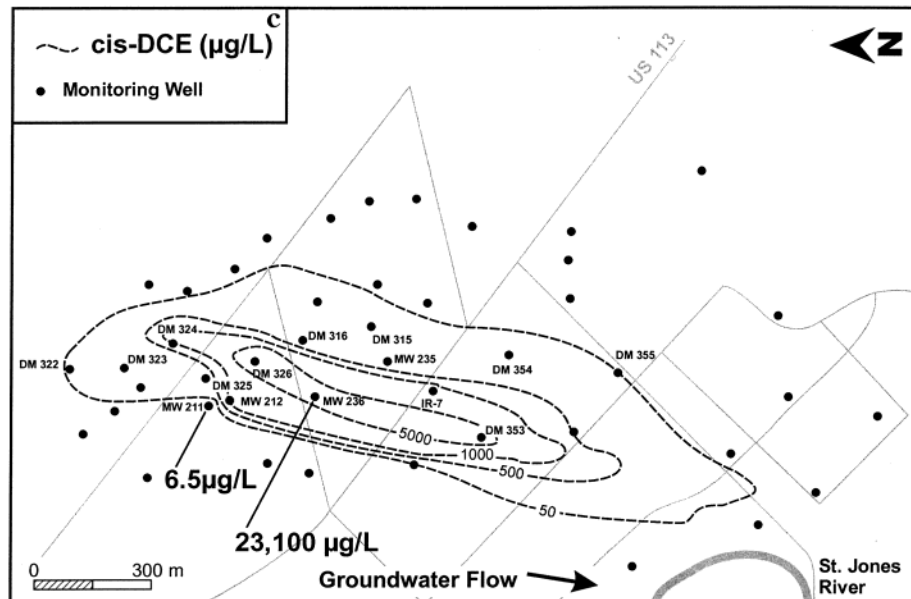 c
cis-DCE (µg/L)
Monitoring Well
N
US 113
DM 324
DM 316
DM 315
DM 322
DM 323
DM 326
MW 235
DM 354
DM 355
DM 325
MW 211
MW 212
MW 236
IR-7
DM 353
5000
1000
500
50
6.5µg/L
23,100 µg/L
0 300 m
Groundwater Flow
St. Jones
River